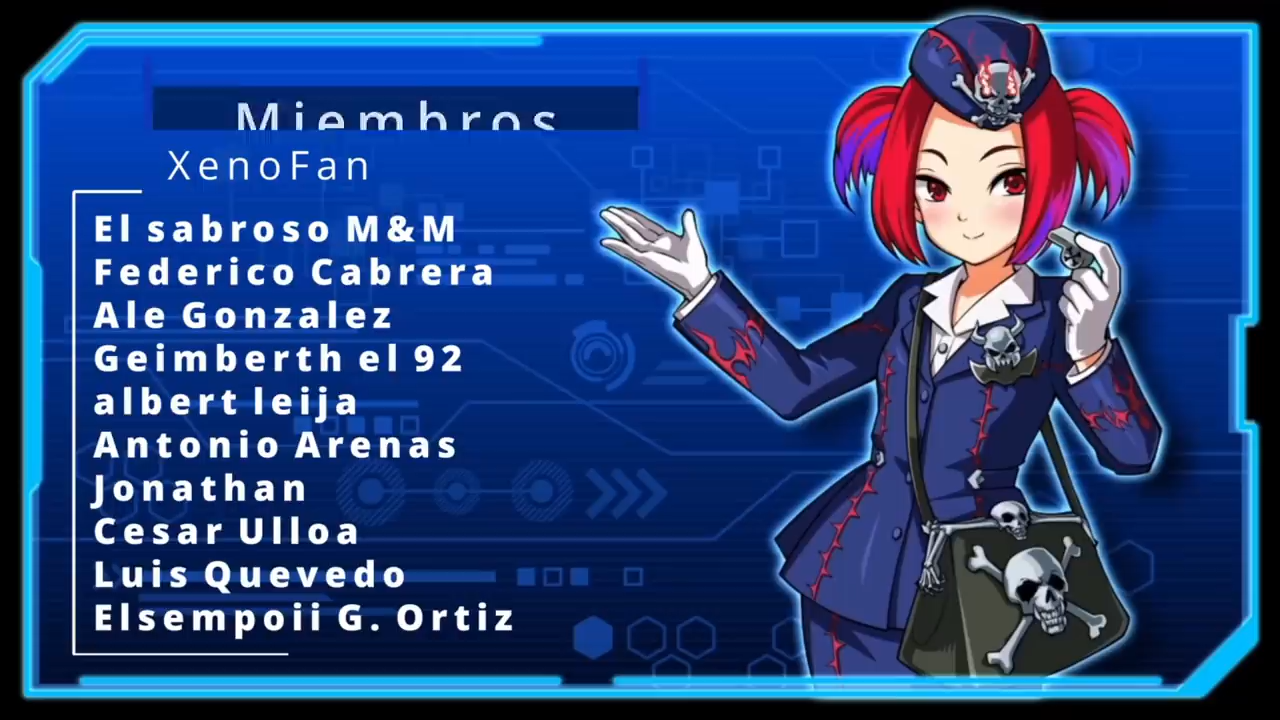 Miembros
XenoFan
El sabroso M&M
Federico Cabrera
Ale Gonzalez
Geimberth el 92
albert leija
Antonio Arenas
Jonathan
Cesar Ulloa
Luis Quevedo
Elsempoii G. Ortiz